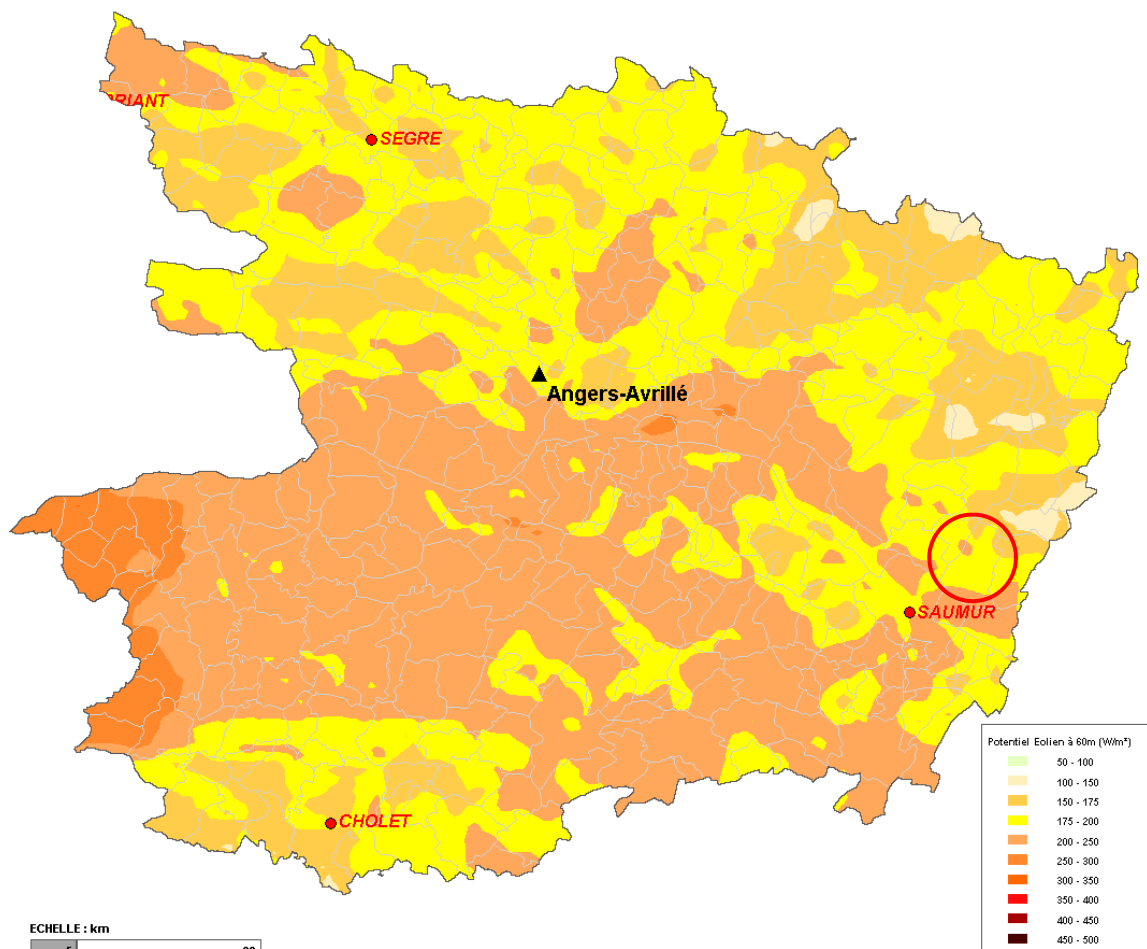 RIANT
SEGRE
Angers-Avrillé
SAUMUR
CHOLET
Potentiel Eolien à 60m (W/m²)
50 - 100
100 - 150
150 - 175
175 - 200
200 - 250
250 - 300
300 - 350
350 - 400
400 - 450
450 - 500
ECHELLE : km